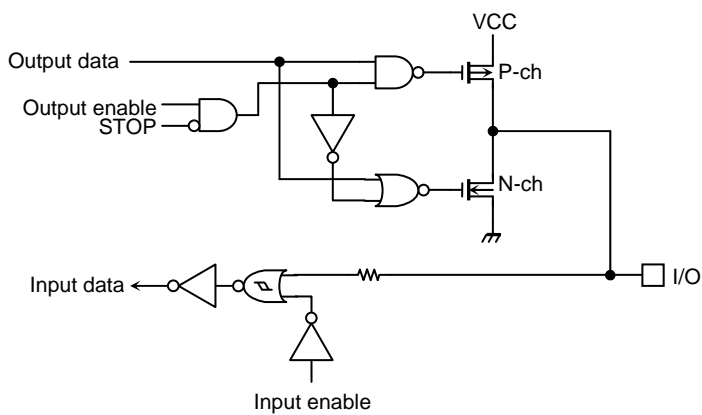 VCC
Output data
P-ch
Output enable
STOP
N-ch
Input data
I/O
Input enable